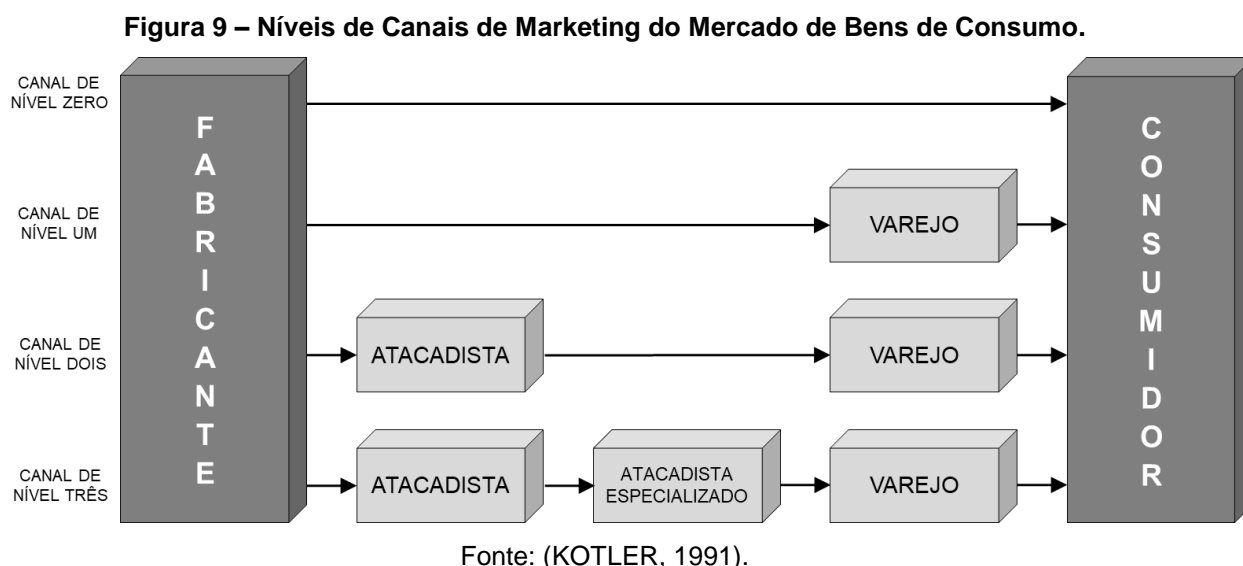 Figura 9 – Níveis de Canais de Marketing do Mercado de Bens de Consumo.
CANAL DE
NÍVEL ZERO
FABRICANTE
CONSUMIDOR
CANAL DE
NÍVEL UM
VAREJO
CANAL DE
NÍVEL DOIS
ATACADISTA
VAREJO
CANAL DE
NÍVEL TRÊS
ATACADISTA
ATACADISTA
ESPECIALIZADO
VAREJO
Fonte: (KOTLER, 1991).